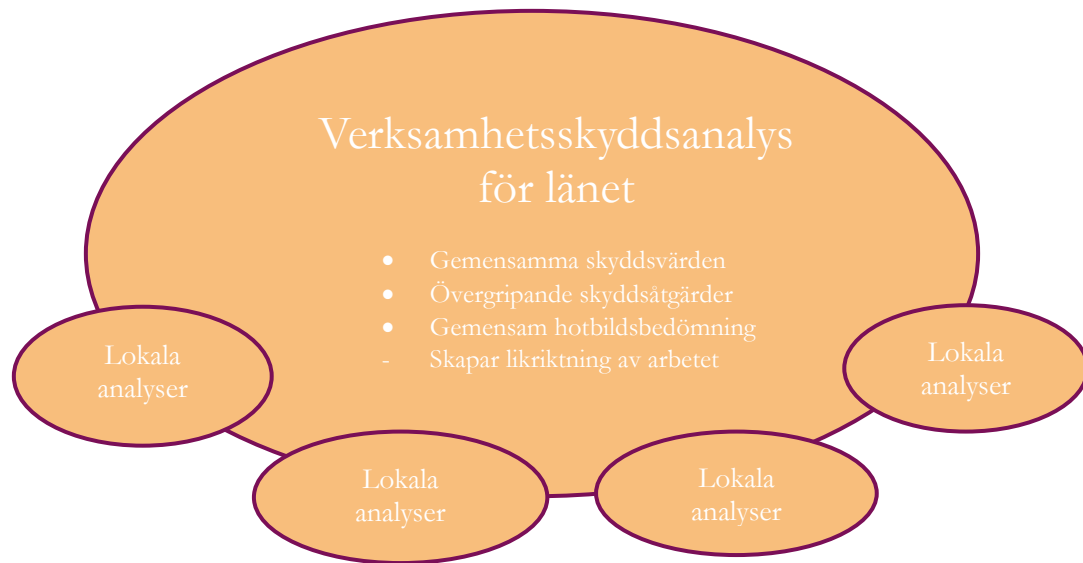 Verksamhetsskyddsanalys
för länet
• Gemensamma skyddsvärden
• Övergripande skyddsåtgärder
• Gemensam hotbildsbedömning
- Skapar likriktning av arbetet
Lokala
analyser
Lokala
analyser
Lokala
analyser
Lokala
analyser